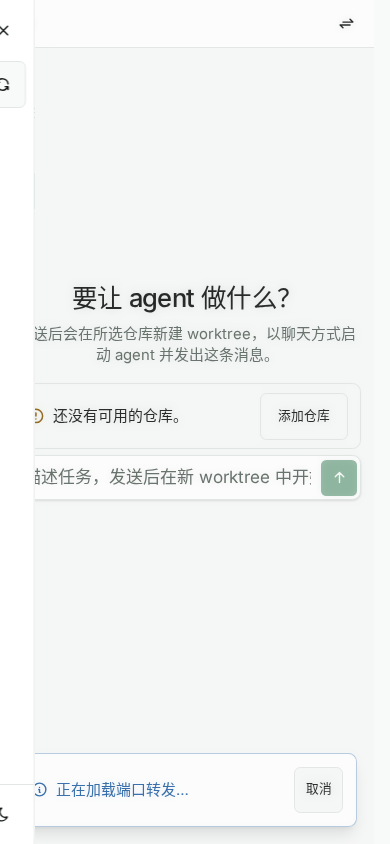 要让 agent 做什么？
送后会在所选仓库新建 worktree，以聊天方式启
动 agent 并发出这条消息。
还没有可用的仓库。
添加仓库
描述任务，发送后在新 worktree 中开
正在加载端口转发...
取消